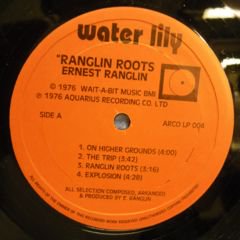 water lily
"RANGLIN ROOTS
ERNEST RANGLIN
© 1976 WAIT-A-BIT MUSIC BMI
℗ 1976 AQUARIUS RECORDING CO. LTD
SIDE A
ARCO LP 004
1. ON HIGHER GROUNDS (4:00)
2. THE TRIP (3:42)
3. RANGLIN ROOTS (3:16)
4. EXPLOSION (4:28)
ALL SELECTION COMPOSED, ARRANGED
& PRODUCED BY E. RANGLIN